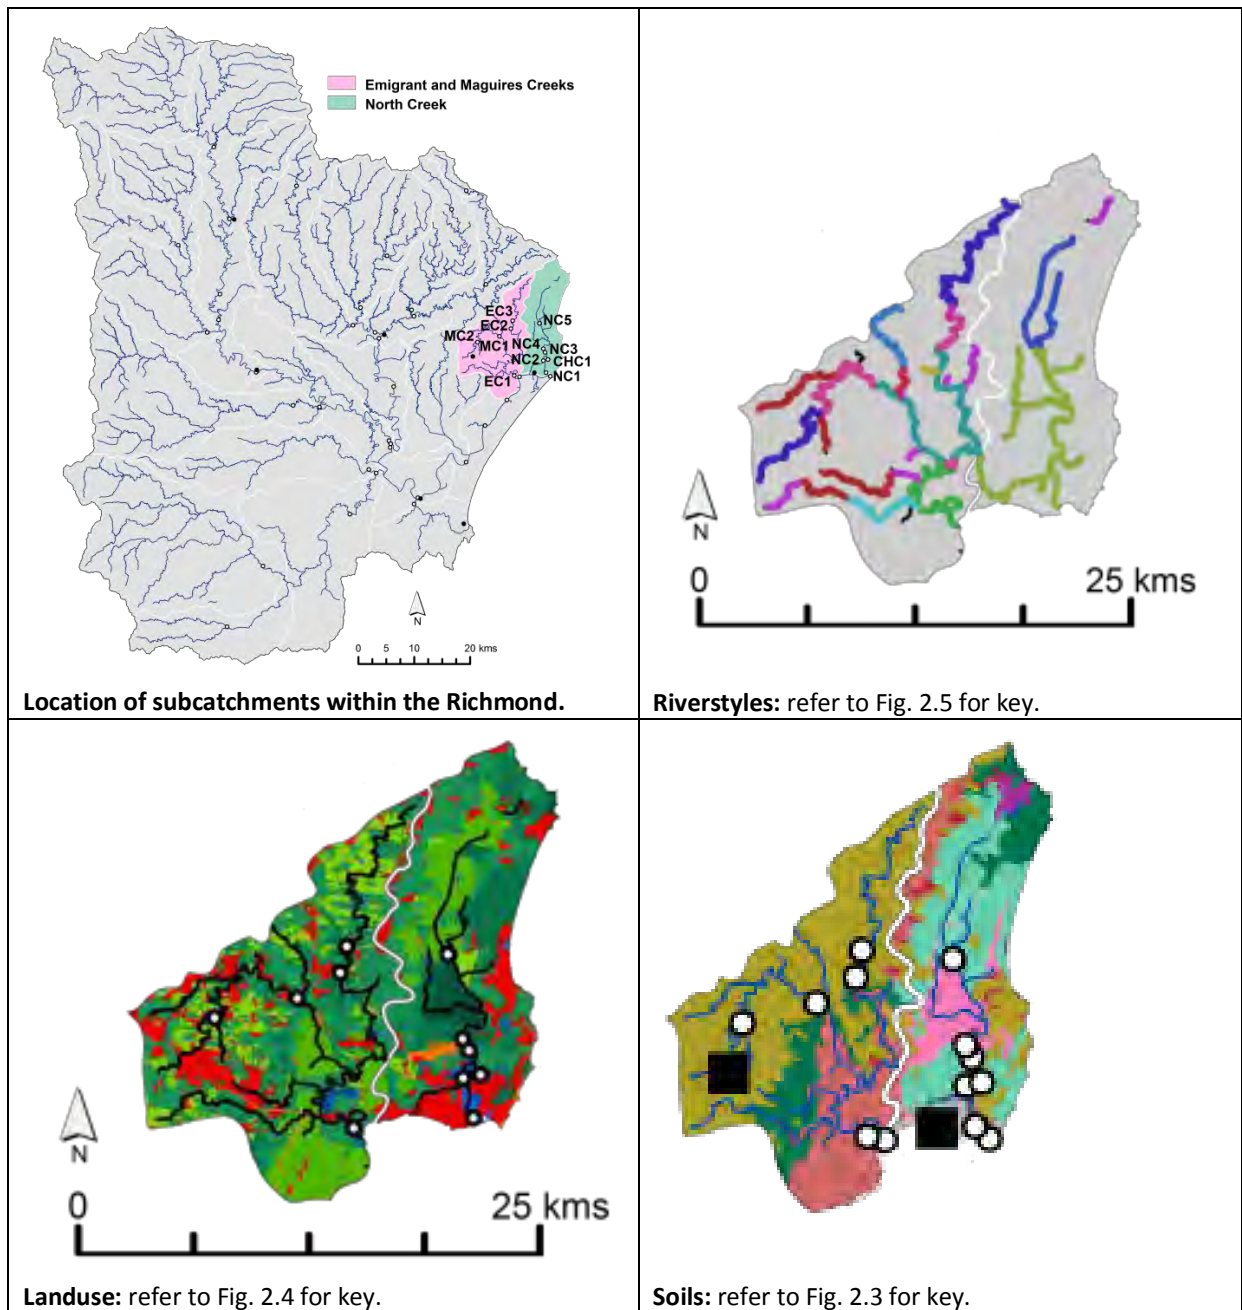 Emigrant and Maguires Creeks
North Creek
EC3
NC5
EC2
MC2
NC4
MC1
NC3
NC2
CHC1
EC1
NC1
N
0 5 10 20 kms
Location of subcatchments within the Richmond.
N
0 25 kms
Riverstyles: refer to Fig. 2.5 for key.
N
0 25 kms
Landuse: refer to Fig. 2.4 for key.
Soils: refer to Fig. 2.3 for key.